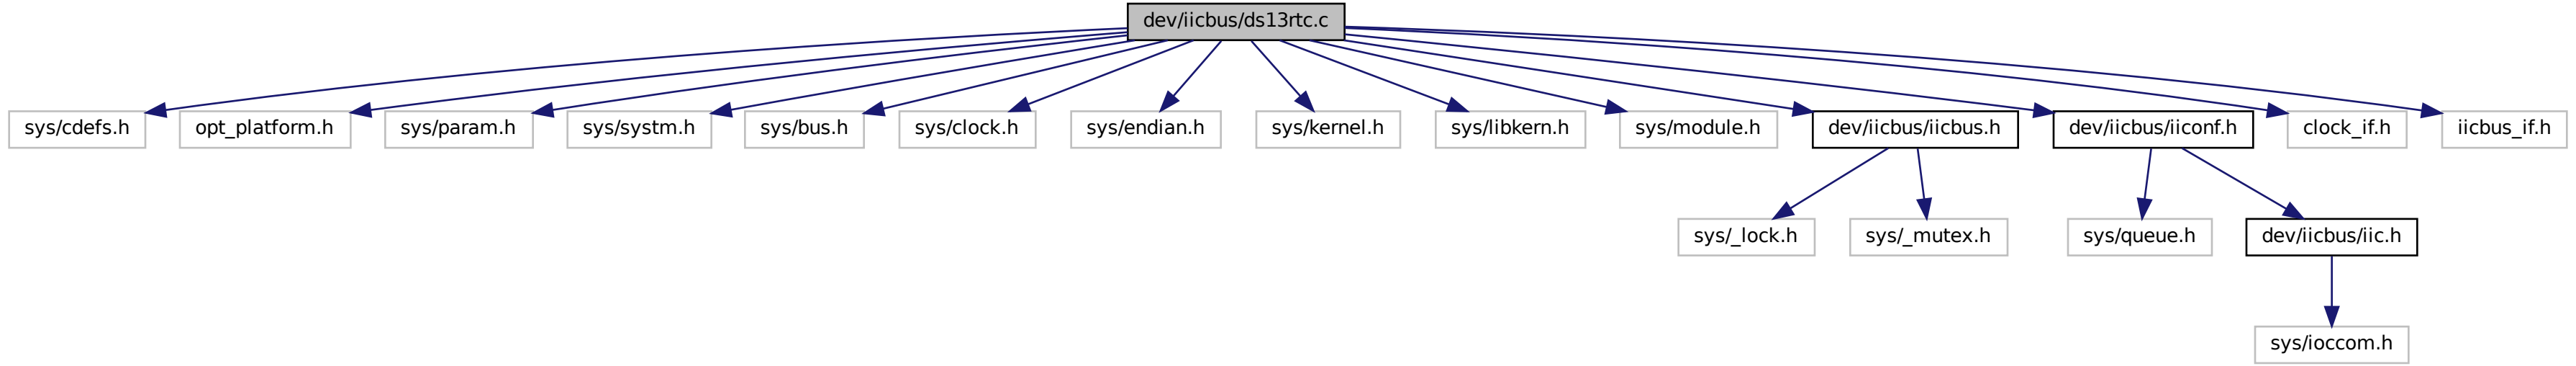 dev/iicbus/ds13rtc.c
sys/cdefs.h
opt_platform.h
sys/param.h
sys/systm.h
sys/bus.h
sys/clock.h
sys/endian.h
sys/kernel.h
sys/libkern.h
sys/module.h
dev/iicbus/iicbus.h
dev/iicbus/iiconf.h
clock_if.h
iicbus_if.h
sys/_lock.h
sys/_mutex.h
sys/queue.h
dev/iicbus/iic.h
sys/ioccom.h